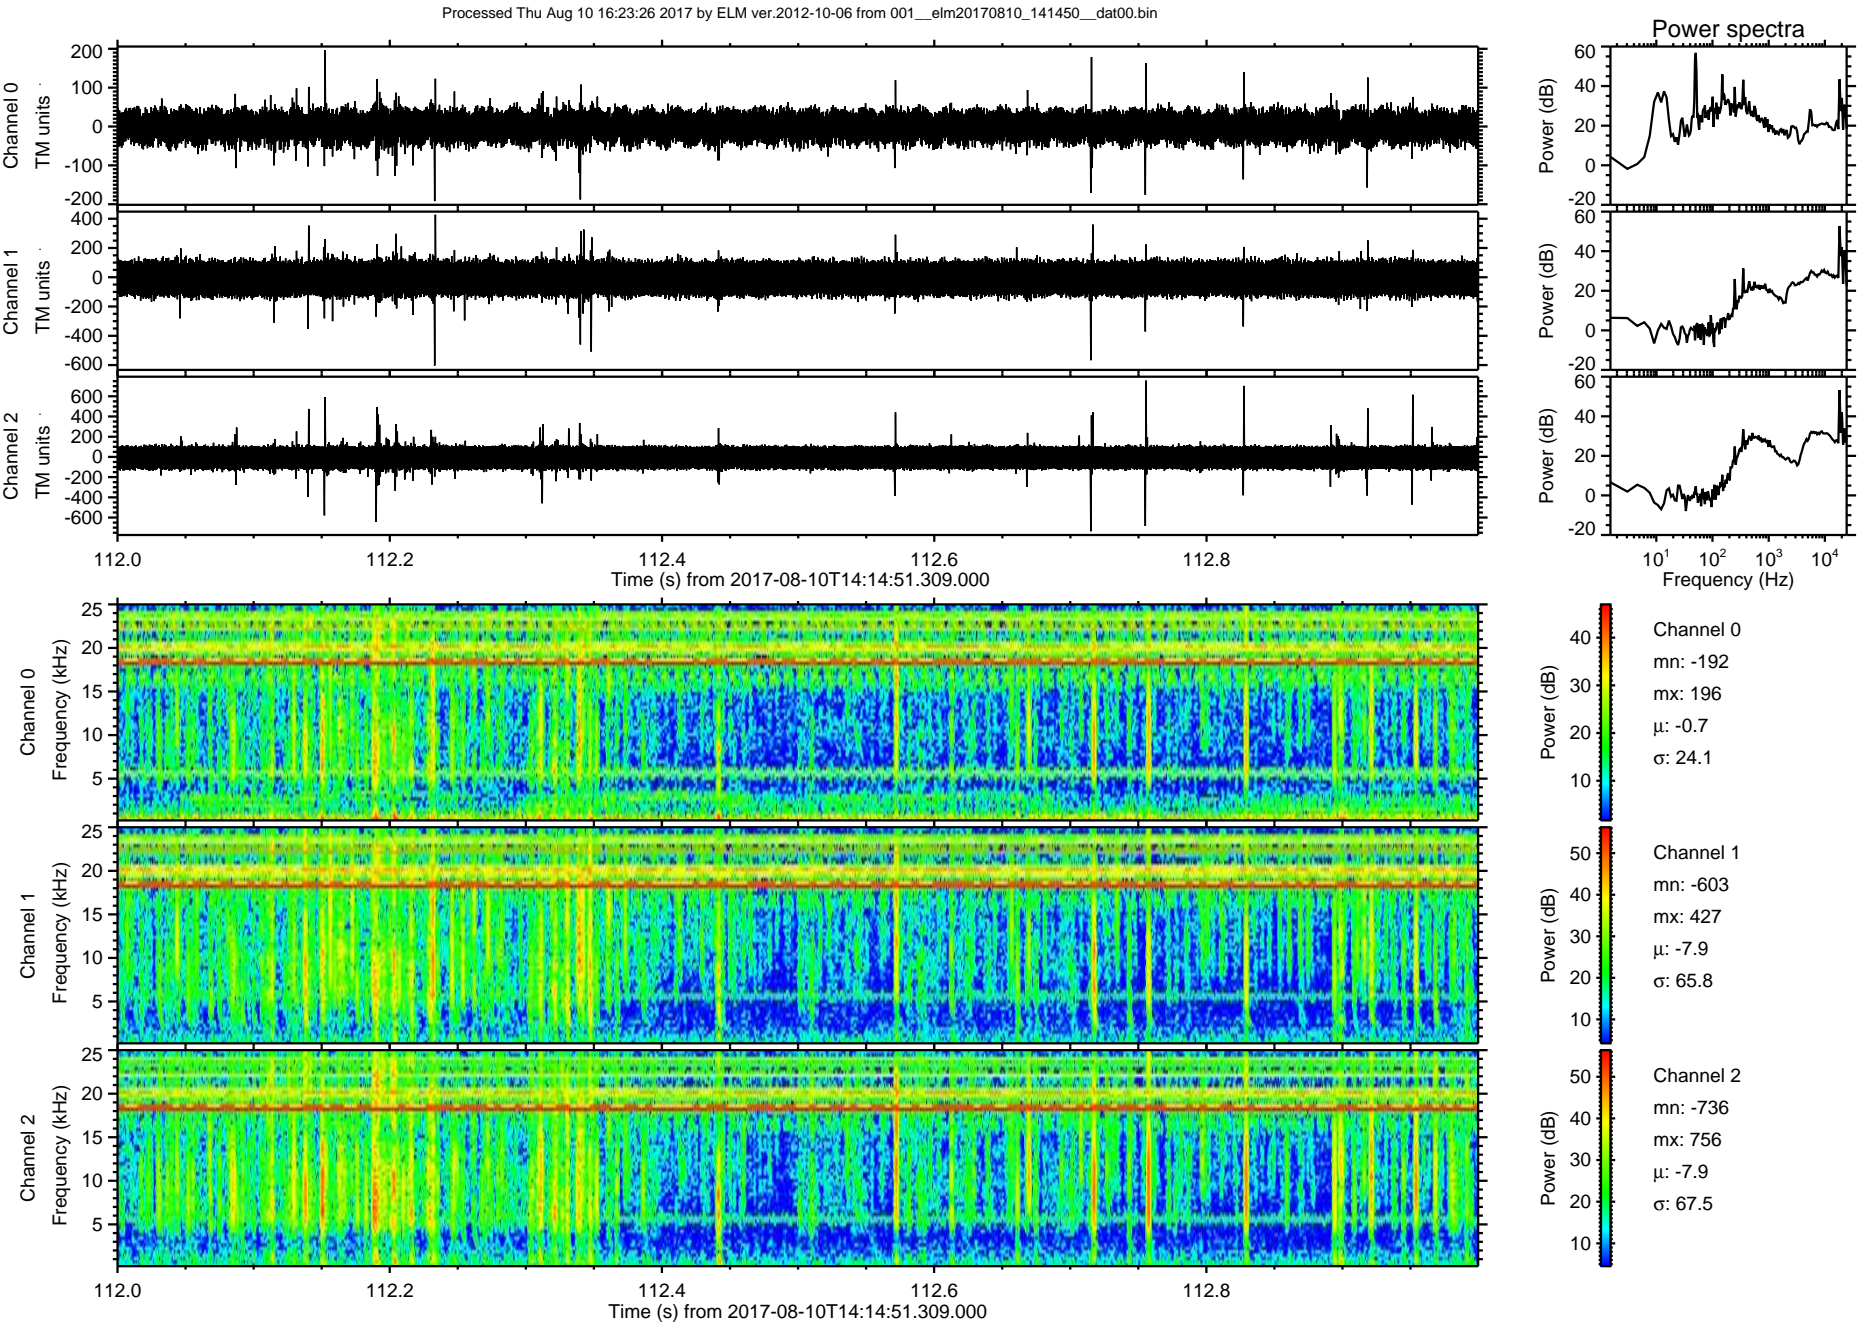 Processed Thu Aug 10 16:23:26 2017 by ELM ver.2012-10-06 from 001__elm20170810_141450__dat00.bin
Power spectra
Channel 0
TM units
200
100
0
-100
-200
Power (dB)
60
40
20
0
-20
Channel 1
TM units
400
200
0
-200
-400
-600
Power (dB)
60
40
20
0
-20
Channel 2
TM units
600
400
200
0
-200
-400
-600
Power (dB)
60
40
20
0
-20
112.0 112.2 112.4 112.6 112.8
Time (s) from 2017-08-10T14:14:51.309.000
10^1 10^2 10^3 10^4
Frequency (Hz)
Channel 0
Frequency (kHz)
25
20
15
10
5
Power (dB)
40
30
20
10
Channel 0
mn: -192
mx: 196
μ: -0.7
σ: 24.1
Channel 1
Frequency (kHz)
25
20
15
10
5
Power (dB)
50
40
30
20
10
Channel 1
mn: -603
mx: 427
μ: -7.9
σ: 65.8
Channel 2
Frequency (kHz)
25
20
15
10
5
Power (dB)
50
40
30
20
10
Channel 2
mn: -736
mx: 756
μ: -7.9
σ: 67.5
112.0 112.2 112.4 112.6 112.8
Time (s) from 2017-08-10T14:14:51.309.000